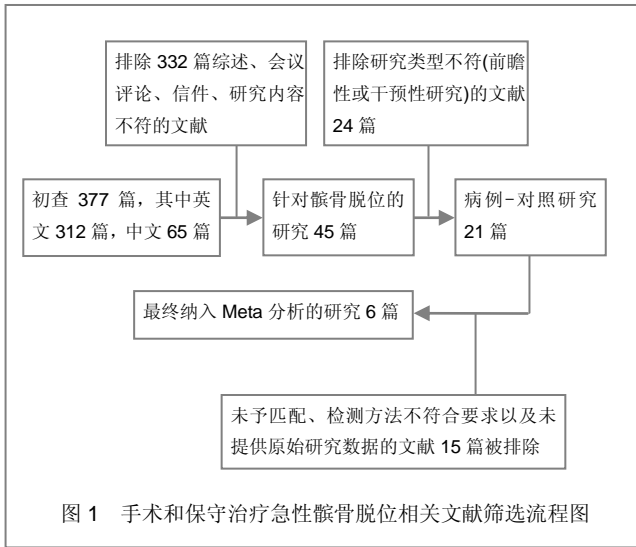 排除 332 篇综述、会议
评论、信件、研究内容
不符的文献
排除研究类型不符(前瞻
性或干预性研究)的文献
24 篇
初查 377 篇，其中英
文 312 篇，中文 65 篇
针对髌骨脱位的
研究 45 篇
病例-对照研究
21 篇
最终纳入 Meta 分析的研究 6 篇
未予匹配、检测方法不符合要求以及未
提供原始研究数据的文献 15 篇被排除
图 1 手术和保守治疗急性髌骨脱位相关文献筛选流程图